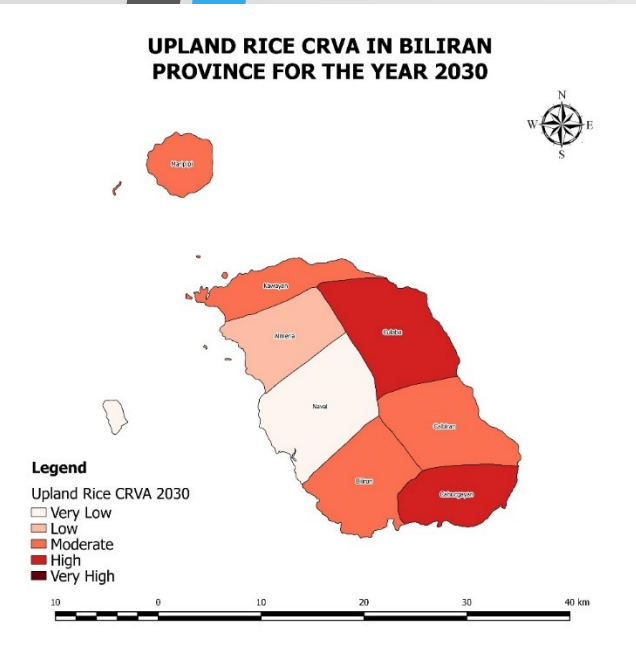 UPLAND RICE CRVA IN BILIRAN
PROVINCE FOR THE YEAR 2030
N
W E
S
Maripipi
Kawayan
Almeria
Culaba
Naval
Caibiran
Biliran
Cabucgayan
Legend
Upland Rice CRVA 2030
Very Low
Low
Moderate
High
Very High
10 0 10 20 30 40 km